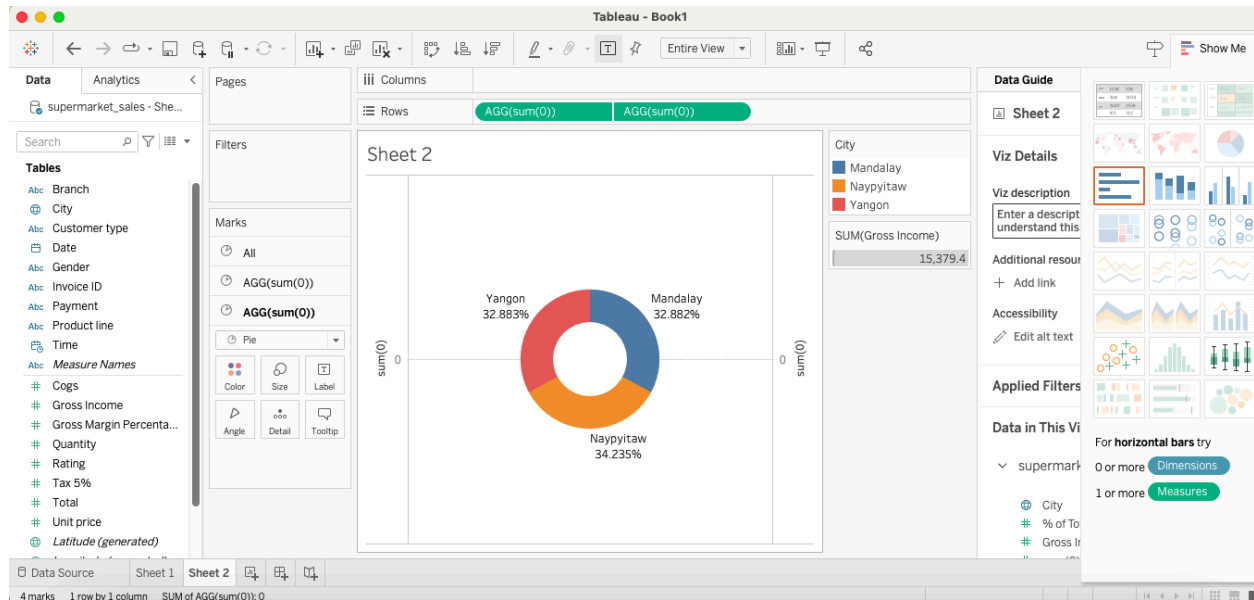 Tableau - Book1
Entire View
Show Me
Data
Analytics
supermarket_sales - She...
Search
Tables
Abc Branch
City
Abc Customer type
Date
Abc Gender
Abc Invoice ID
Abc Payment
Abc Product line
Time
Abc Measure Names
Cogs
Gross Income
Gross Margin Percenta...
Quantity
Rating
Tax 5%
Total
Unit price
Latitude (generated)
Pages
Filters
Marks
All
AGG(sum(0))
AGG(sum(0))
Pie
Color Size Label
Angle Detail Tooltip
Columns
Rows
AGG(sum(0)) AGG(sum(0))
Sheet 2
sum(0)
0
Yangon
32.883%
Mandalay
32.882%
Naypyitaw
34.235%
0
sum(0)
City
Mandalay
Naypyitaw
Yangon
SUM(Gross Income)
15,379.4
Data Guide
Sheet 2
Viz Details
Viz description
Enter a descript
understand this
Additional resour
+ Add link
Accessibility
Edit alt text
Applied Filters
Data in This Vi
supermark
City
% of To
Gross I
For horizontal bars try
0 or more Dimensions
1 or more Measures
Data Source
Sheet 1
Sheet 2
4 marks 1 row by 1 column SUM of AGG(sum(0)): 0